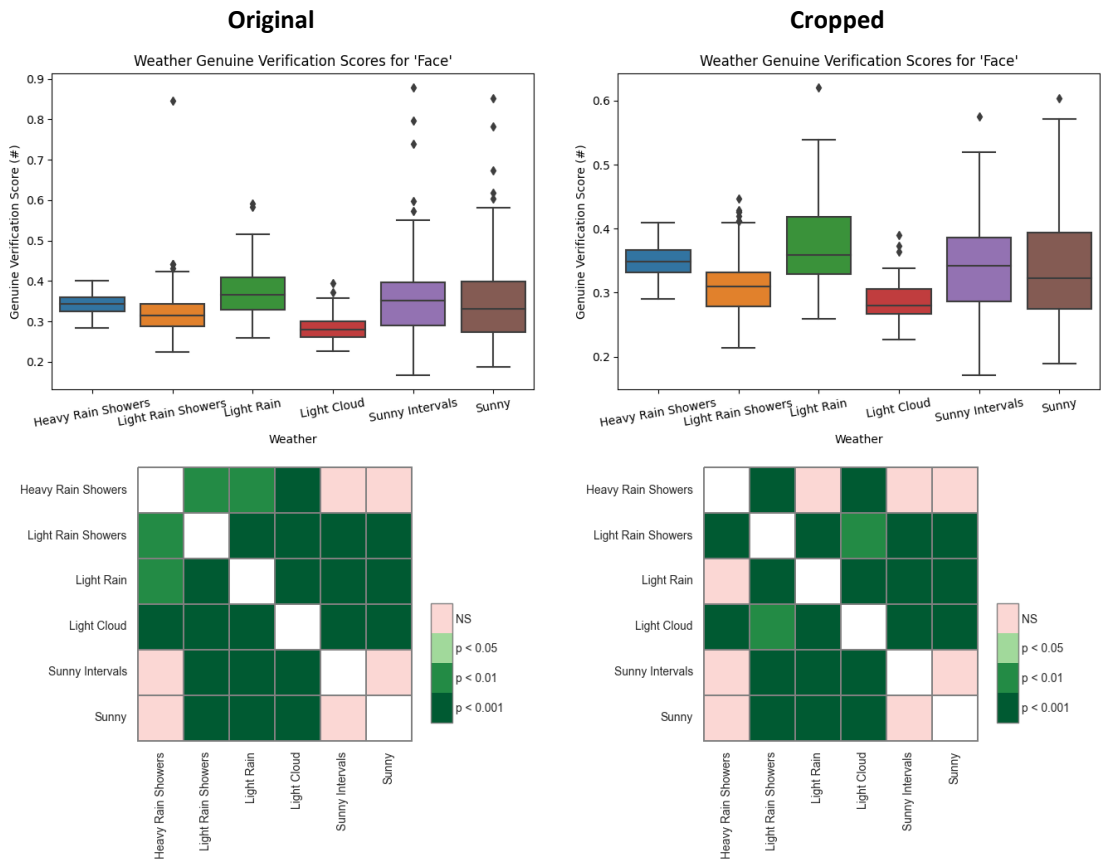 Original
Weather Genuine Verification Scores for 'Face'
Genuine Verification Score (#)
0.9
0.8
0.7
0.6
0.5
0.4
0.3
0.2
Heavy Rain Showers
Light Rain Showers
Light Rain
Light Cloud
Sunny Intervals
Sunny
Weather
Cropped
Weather Genuine Verification Scores for 'Face'
Genuine Verification Score (#)
0.6
0.5
0.4
0.3
0.2
Heavy Rain Showers
Light Rain Showers
Light Rain
Light Cloud
Sunny Intervals
Sunny
Weather
Heavy Rain Showers
Light Rain Showers
Light Rain
Light Cloud
Sunny Intervals
Sunny
NS
p < 0.05
p < 0.01
p < 0.001
Heavy Rain Showers
Light Rain Showers
Light Rain
Light Cloud
Sunny Intervals
Sunny
Heavy Rain Showers
Light Rain Showers
Light Rain
Light Cloud
Sunny Intervals
Sunny
NS
p < 0.05
p < 0.01
p < 0.001
Heavy Rain Showers
Light Rain Showers
Light Rain
Light Cloud
Sunny Intervals
Sunny